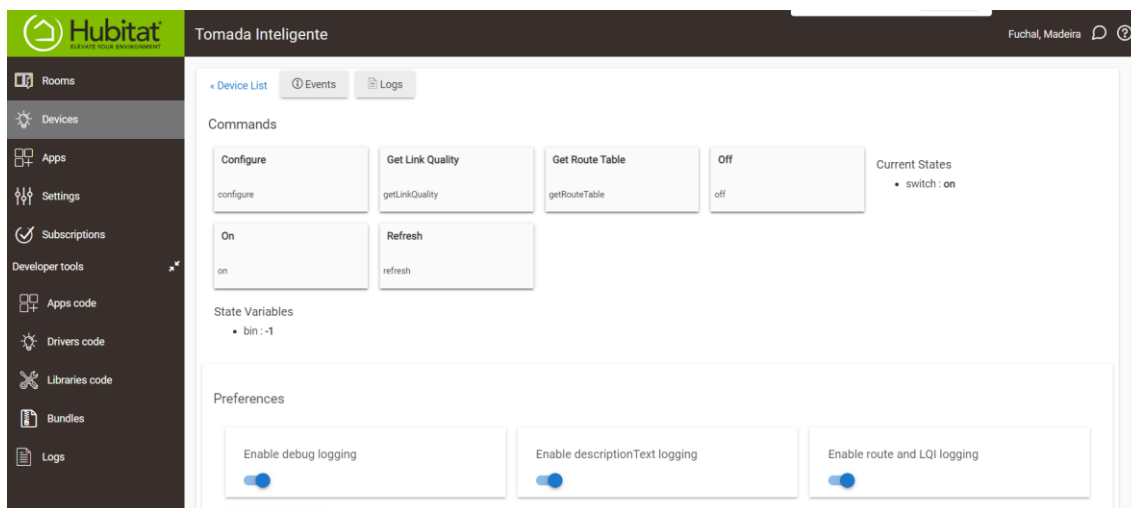 Hubitat
ELEVATE YOUR ENVIRONMENT
Tomada Inteligente
Fuchal, Madeira
Rooms
Devices
Apps
Settings
Subscriptions
Developer tools
Apps code
Drivers code
Libraries code
Bundles
Logs
« Device List
Events
Logs
Commands
Configure
configure
Get Link Quality
getLinkQuality
Get Route Table
getRouteTable
Off
off
Current States
• switch : on
On
on
Refresh
refresh
State Variables
• bin : -1
Preferences
Enable debug logging
Enable descriptionText logging
Enable route and LQI logging